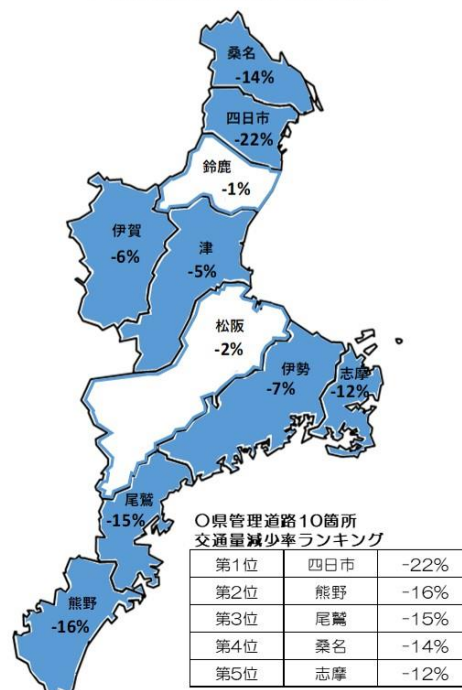 桑名
-14%
四日市
-22%
鈴鹿
-1%
伊賀
-6%
津
-5%
松阪
-2%
伊勢
-7%
志摩
-12%
尾鷲
-15%
熊野
-16%
〇県管理道路10箇所
交通量減少率ランキング
第1位 四日市 -22%
第2位 熊野 -16%
第3位 尾鷲 -15%
第4位 桑名 -14%
第5位 志摩 -12%